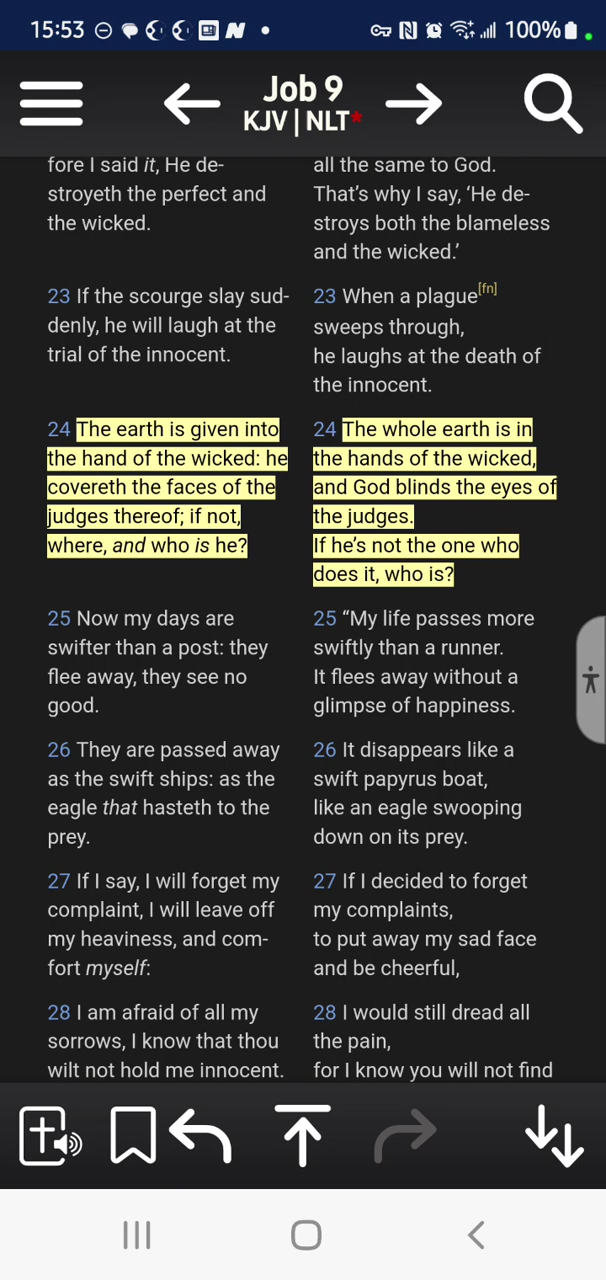 15:53
100%
Job 9
KJV | NLT*
fore I said it, He de-
stroyeth the perfect and
the wicked.
23 If the scourge slay sud-
denly, he will laugh at the
trial of the innocent.
24 The earth is given into
the hand of the wicked: he
covereth the faces of the
judges thereof; if not,
where, and who is he?
25 Now my days are
swifter than a post: they
flee away, they see no
good.
26 They are passed away
as the swift ships: as the
eagle that hasteth to the
prey.
27 If I say, I will forget my
complaint, I will leave off
my heaviness, and com-
fort myself:
28 I am afraid of all my
sorrows, I know that thou
wilt not hold me innocent.
all the same to God.
That’s why I say, ‘He de-
stroys both the blameless
and the wicked.’
23 When a plague[fn]
sweeps through,
he laughs at the death of
the innocent.
24 The whole earth is in
the hands of the wicked,
and God blinds the eyes of
the judges.
If he’s not the one who
does it, who is?
25 “My life passes more
swiftly than a runner.
It flees away without a
glimpse of happiness.
26 It disappears like a
swift papyrus boat,
like an eagle swooping
down on its prey.
27 If I decided to forget
my complaints,
to put away my sad face
and be cheerful,
28 I would still dread all
the pain,
for I know you will not find